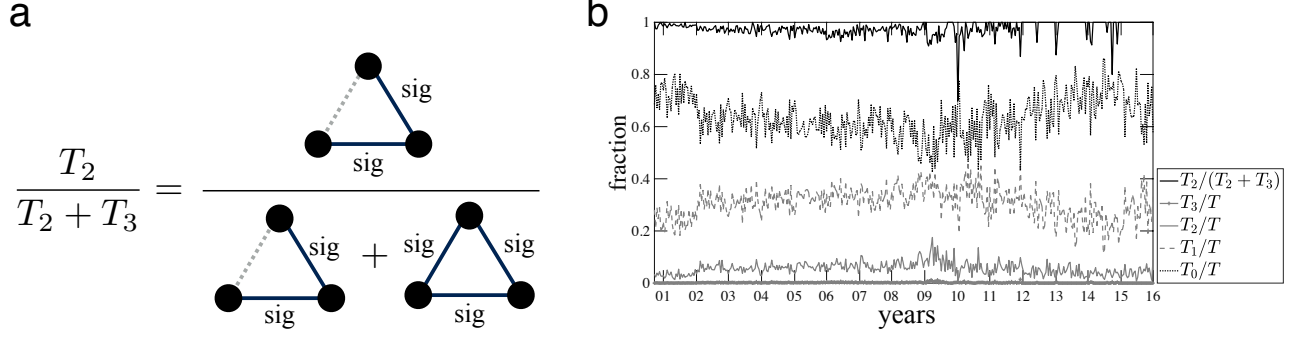 a
T₂ / (T₂ + T₃) =
sig
sig
sig
sig
+
sig
sig
sig
b
1
0.8
0.6
0.4
0.2
0
fraction
01 02 03 04 05 06 07 08 09 10 11 12 13 14 15 16
years
T₂/(T₂ + T₃)
T₃/T
T₂/T
T₁/T
T₀/T